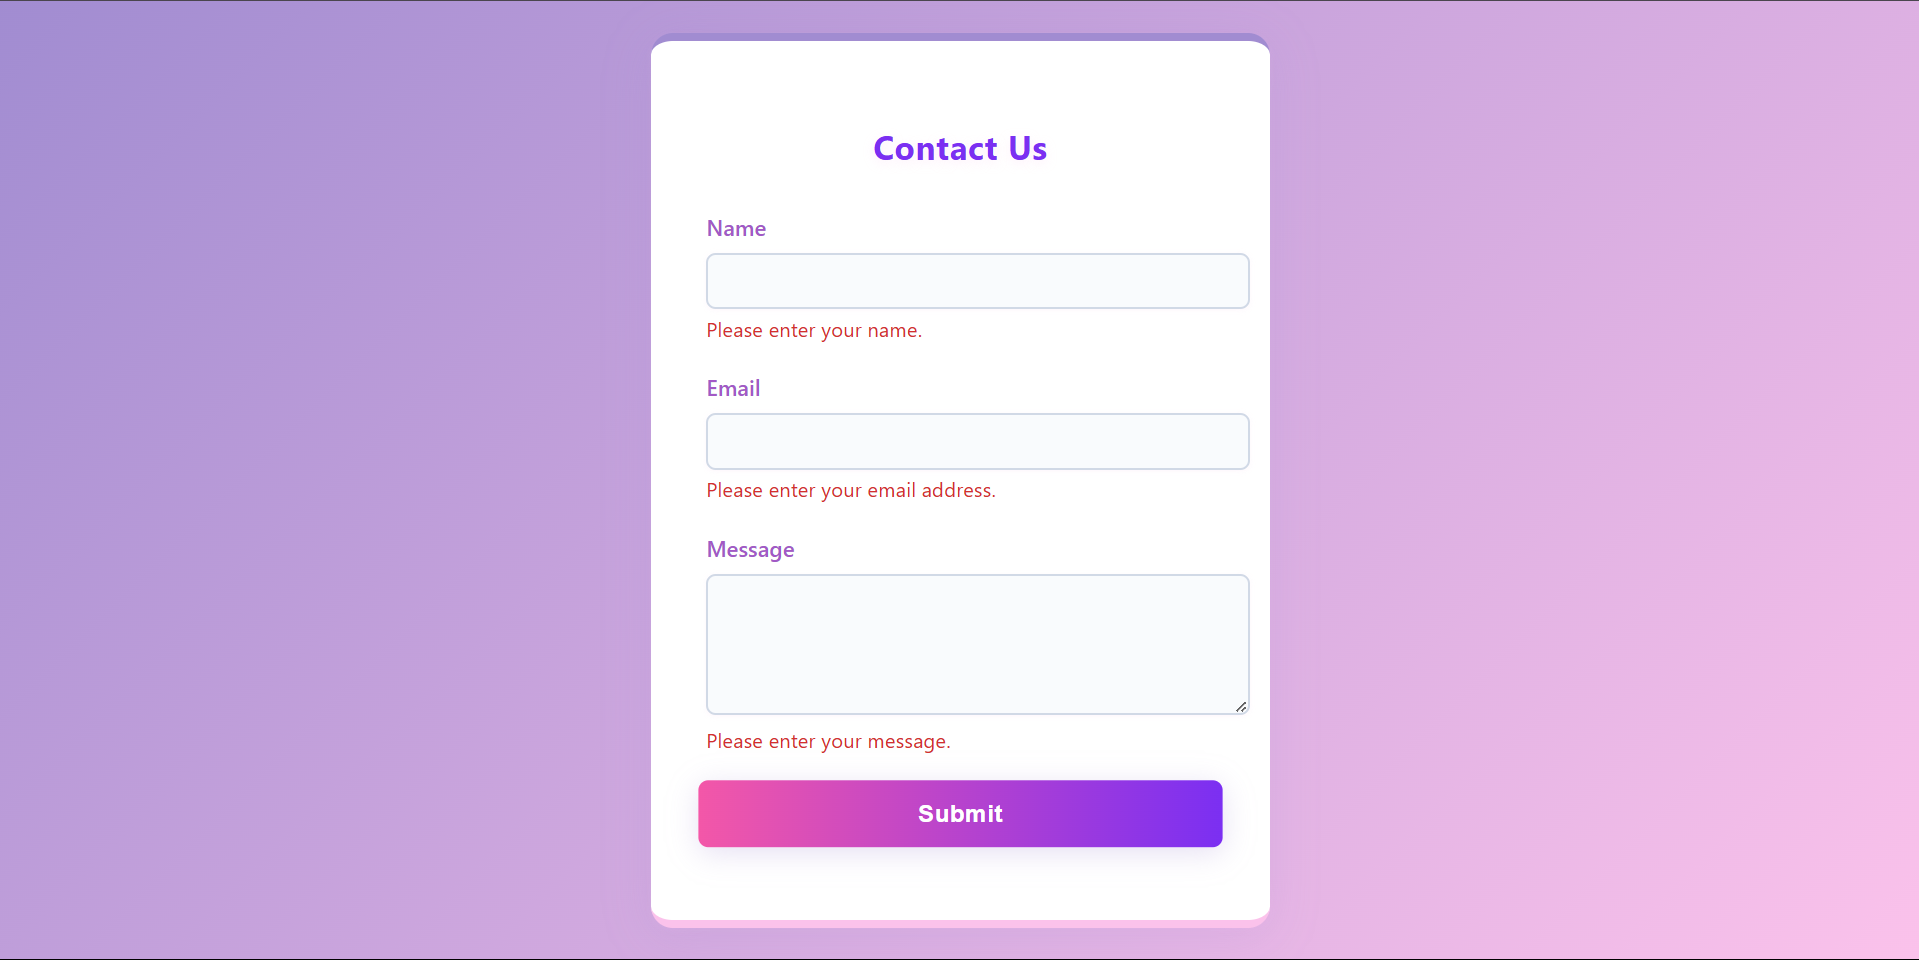 Contact Us
Name
Please enter your name.
Email
Please enter your email address.
Message
Please enter your message.
Submit